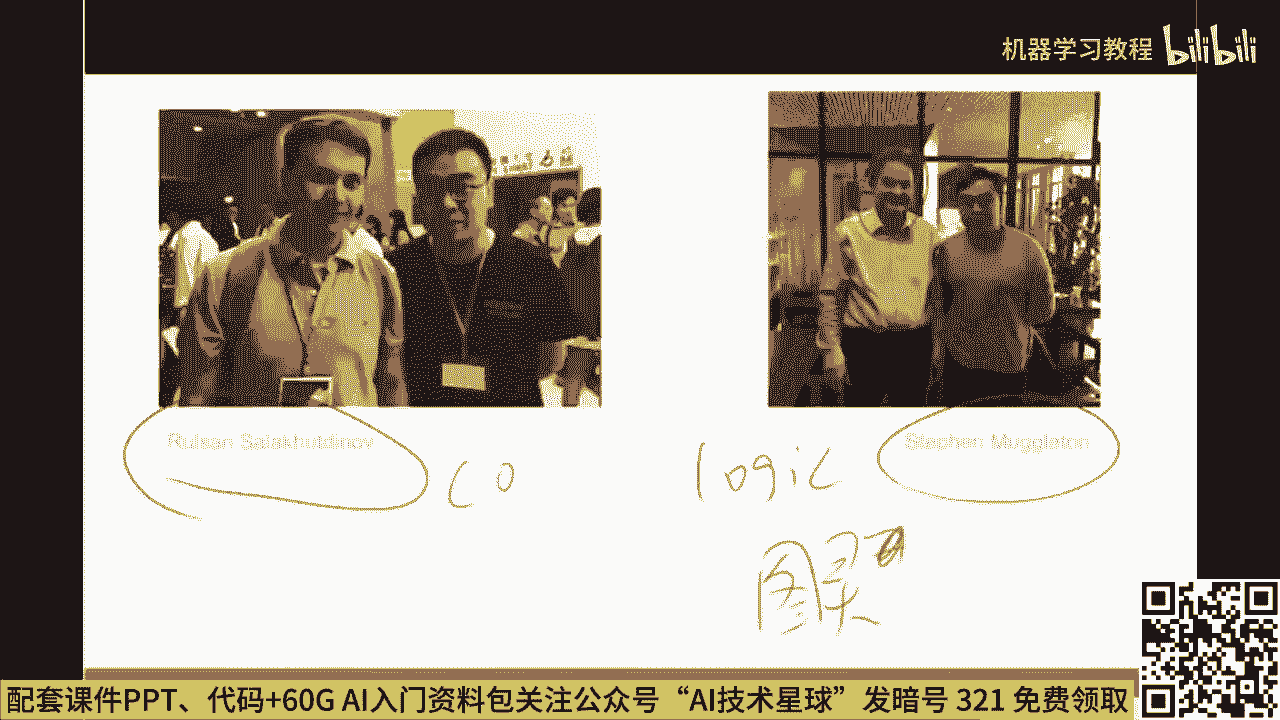 机器学习教程 bilibili
Ruslan Salakhutdinov
Stephen Muggleton
co
logic
图灵
配套课件PPT、代码+60G AI入门资料包关注公众号“AI技术星球”发暗号 321 免费领取